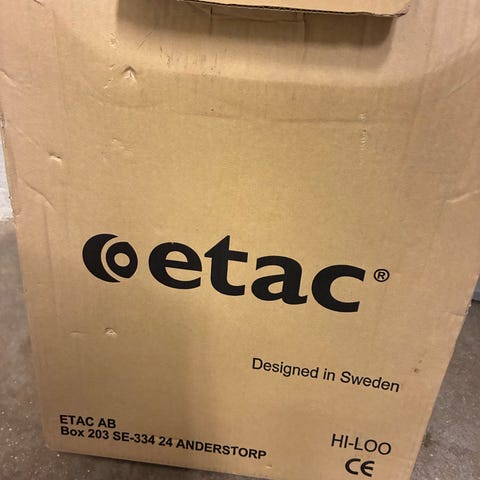 etac®
Designed in Sweden
ETAC AB
Box 203 SE-334 24 ANDERSTORP
HI-LOO
CE